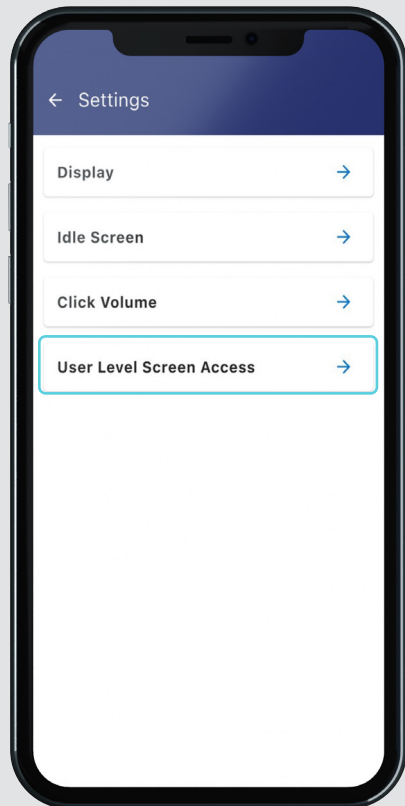 ← Settings
Display →
Idle Screen →
Click Volume →
User Level Screen Access →